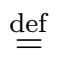 def
=